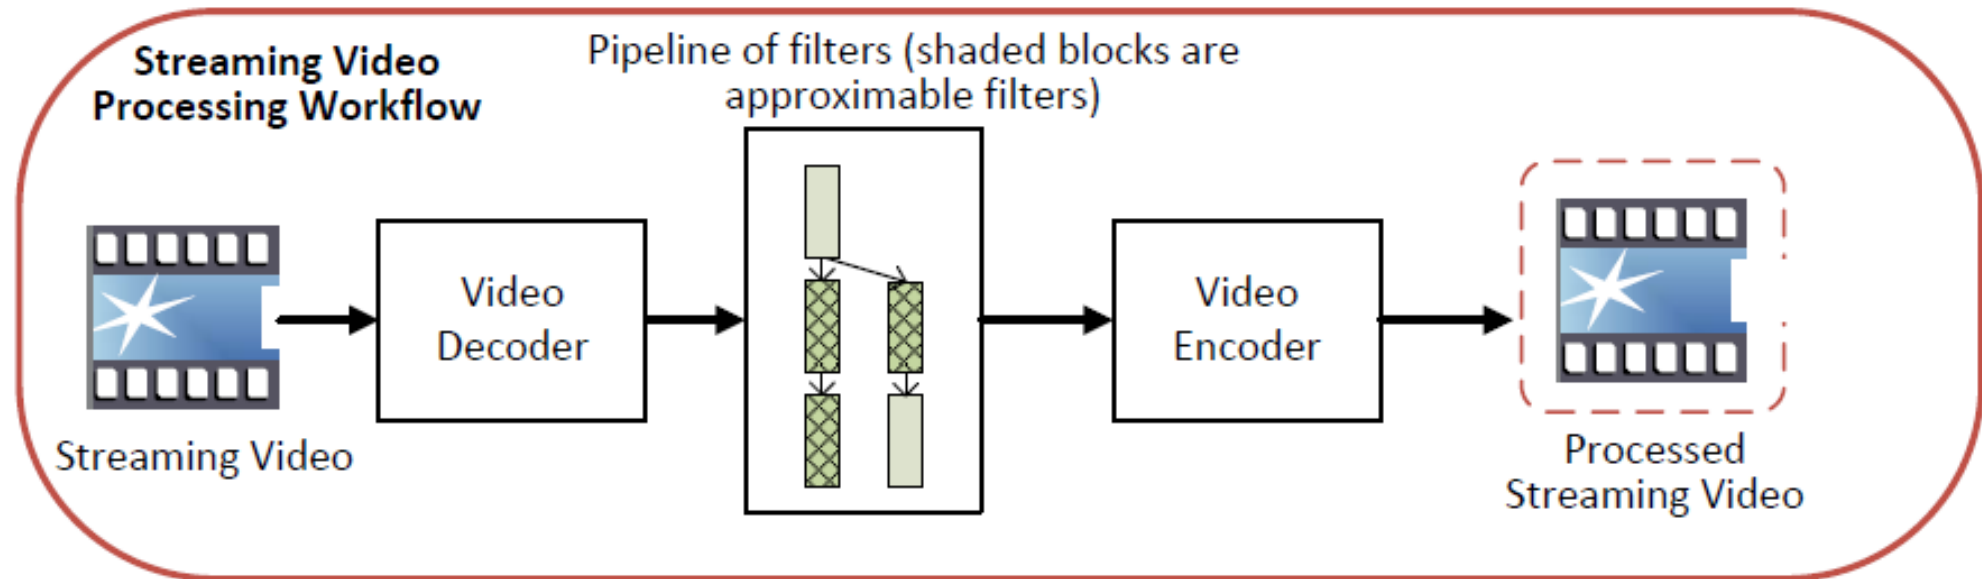 Streaming Video
Processing Workflow
Pipeline of filters (shaded blocks are
approximable filters)
Video
Decoder
Video
Encoder
Streaming Video
Processed
Streaming Video